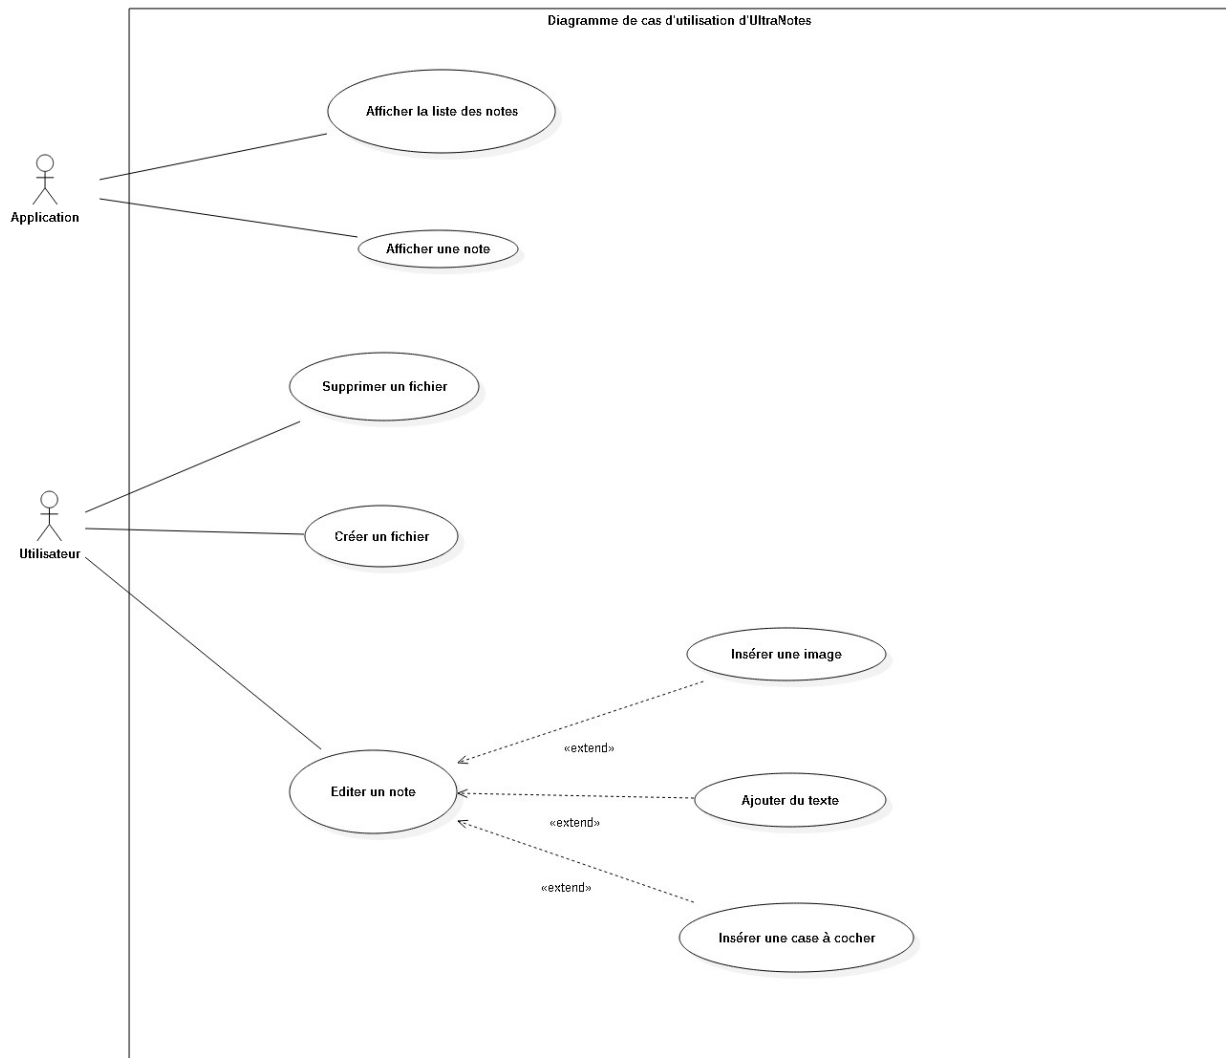 Diagramme de cas d'utilisation d'UltraNotes
Afficher la liste des notes
Application
Afficher une note
Supprimer un fichier
Utilisateur
Créer un fichier
Insérer une image
«extend»
Editer un note
Ajouter du texte
«extend»
«extend»
Insérer une case à cocher